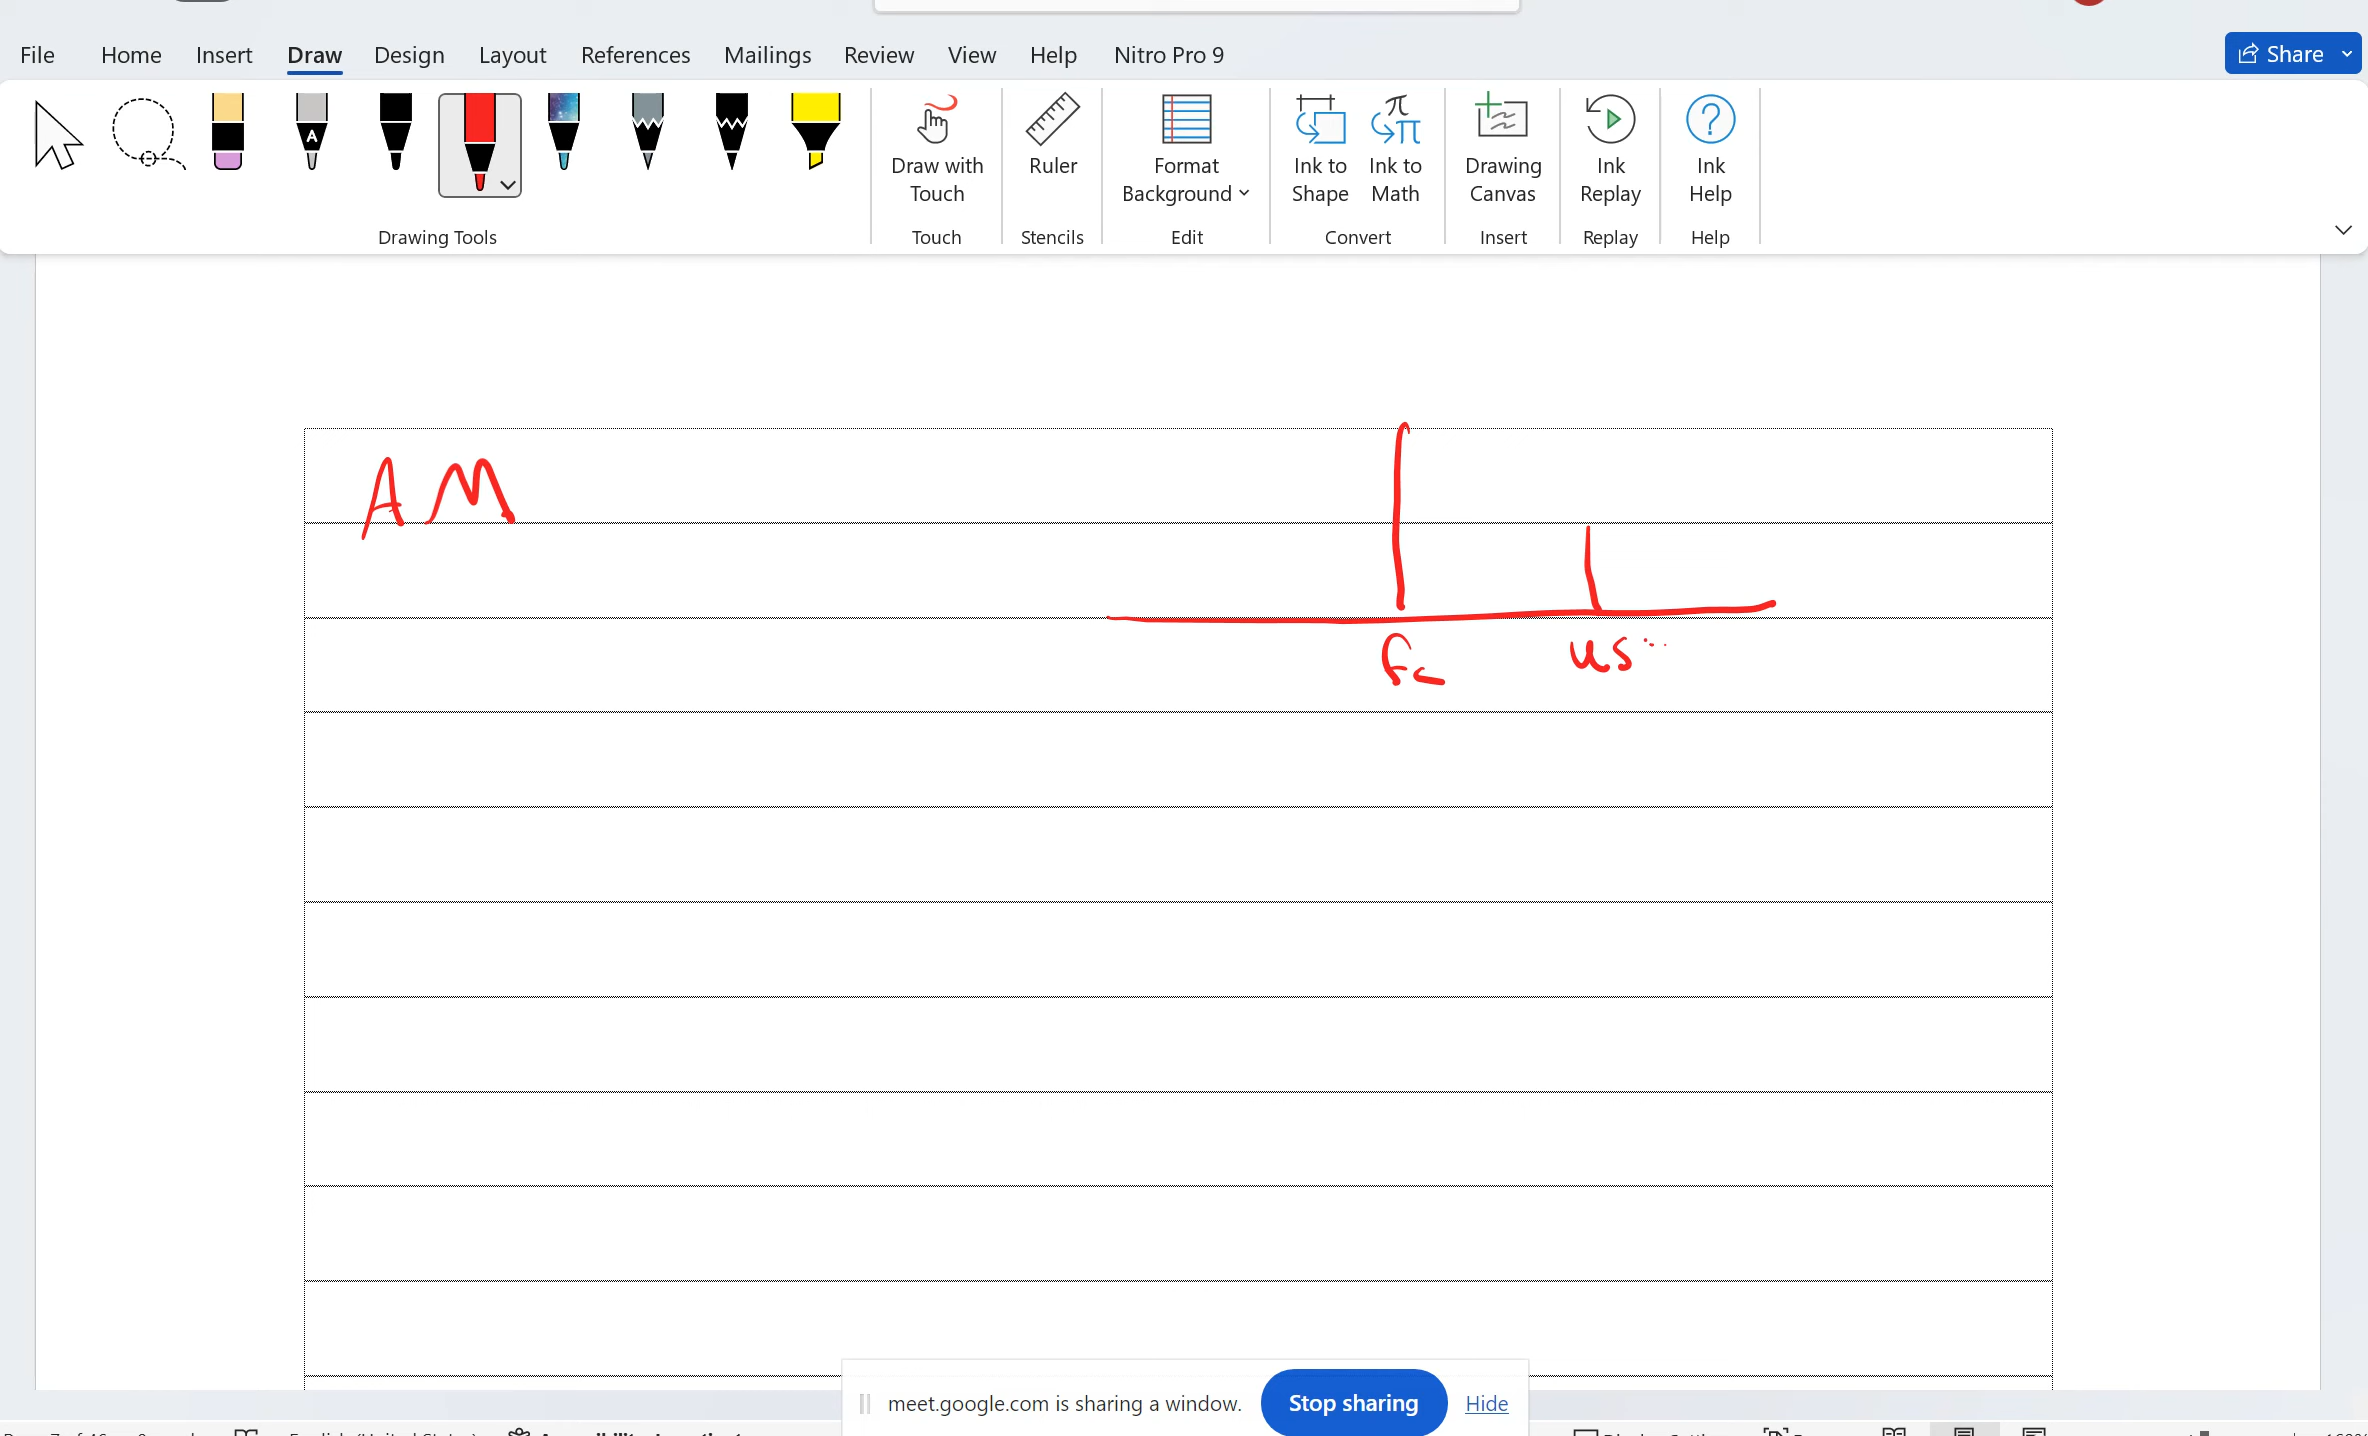 File Home Insert Draw Design Layout References Mailings Review View Help Nitro Pro 9 Share
A
Draw with Touch Ruler Format Background Ink to Shape Ink to Math Drawing Canvas Ink Replay Ink Help
Drawing Tools Touch Stencils Edit Convert Insert Replay Help
AM
fc us
meet.google.com is sharing a window. Stop sharing Hide